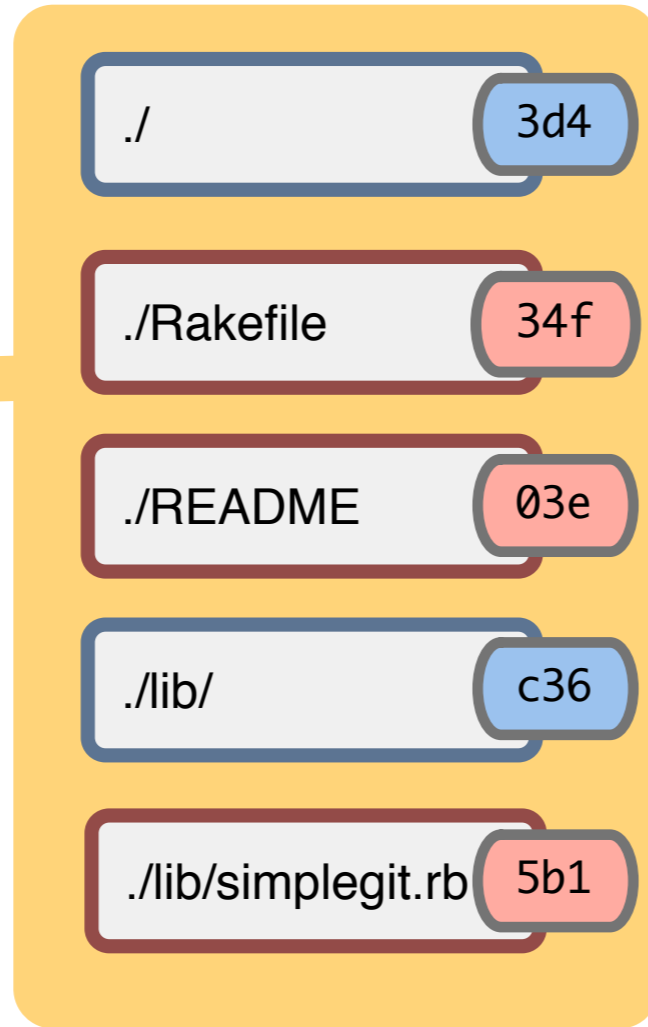 ./ 3d4
./Rakefile 34f
./README 03e
./lib/ c36
./lib/simplegit.rb 5b1